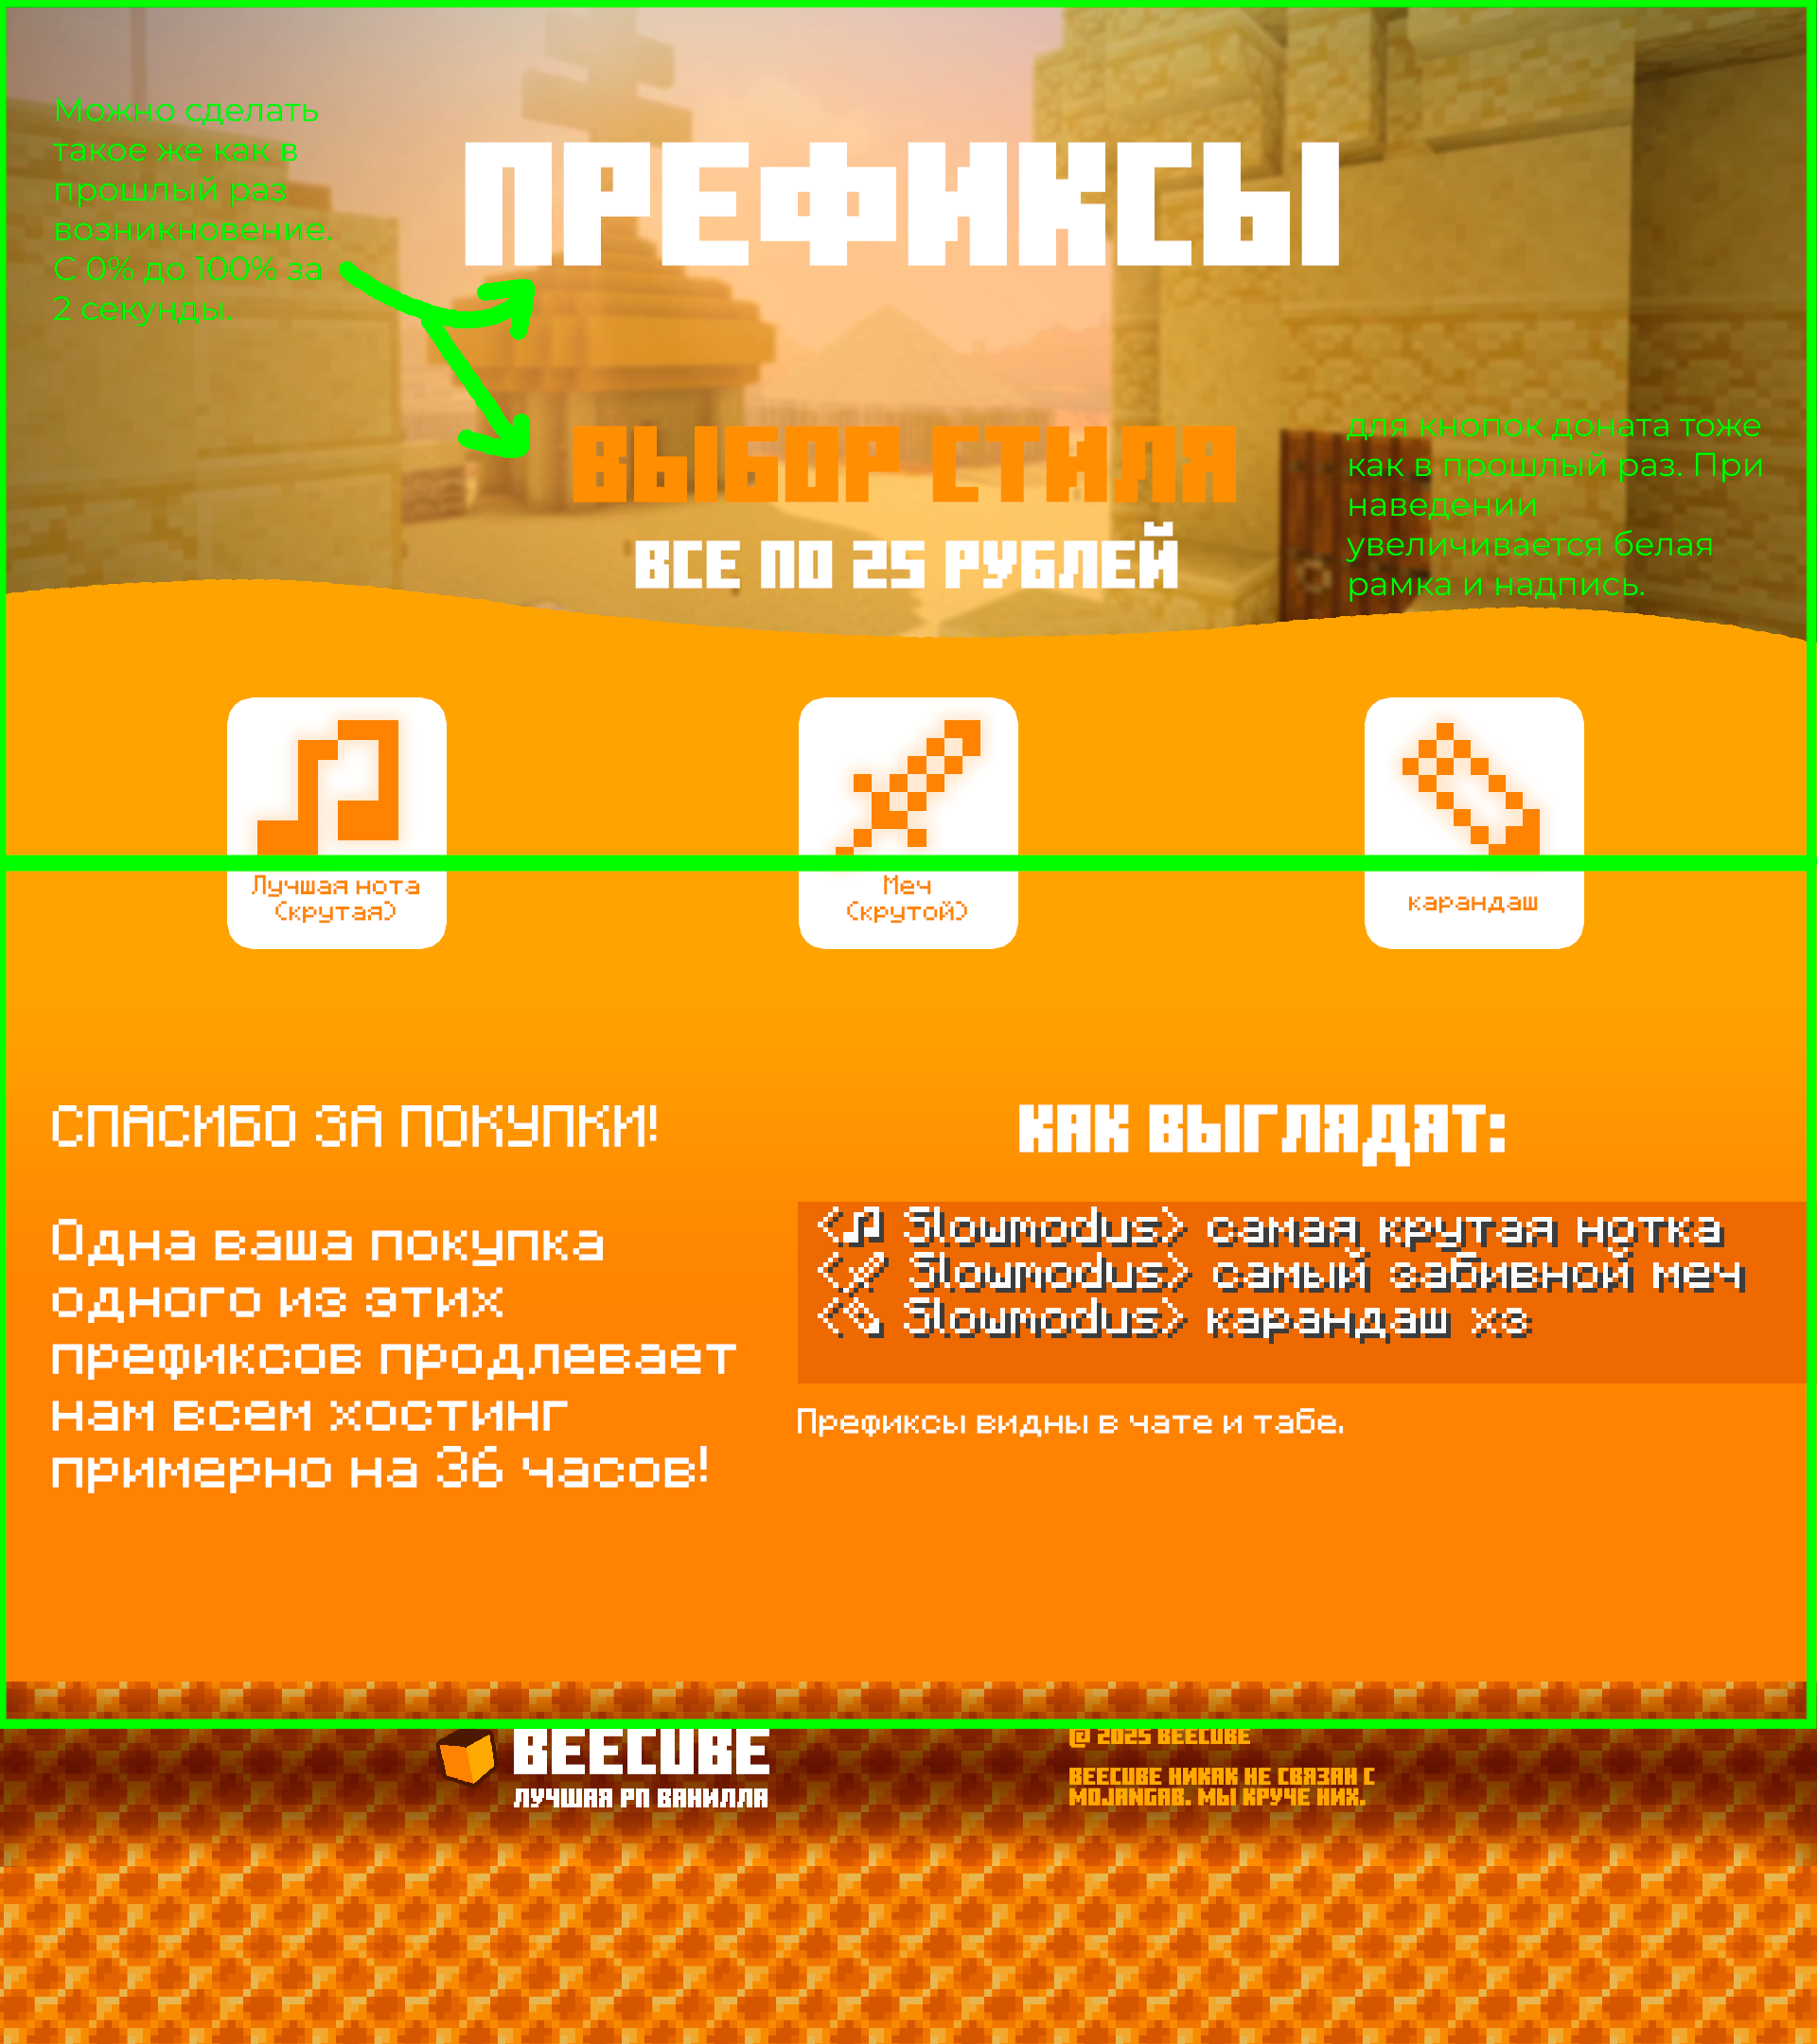 Можно сделать
такое же как в
прошлый раз
возникновение.
С 0% до 100% за
2 секунды.
ПРЕФИКСЫ
ВЫБОР СТИЛЯ
ВСЕ ПО 25 РУБЛЕЙ
для кнопок доната тоже
как в прошлый раз. При
наведении
увеличивается белая
рамка и надпись.
Лучшая нота
(крутая)
Меч
(крутой)
карандаш
СПАСИБО ЗА ПОКУПКИ!
Одна ваша покупка
одного из этих
префиксов продлевает
нам всем хостинг
примерно на 36 часов!
КАК ВЫГЛЯДЯТ:
<♫ Slowmodus> самая крутая нотка
<🗡 Slowmodus> самый забивной меч
<✎ Slowmodus> карандаш хз
Префиксы видны в чате и табе.
BEECUBE
ЛУЧШАЯ РП ВАНИЛЛА
@ 2025 BEECUBE
BEECUBE НИКАК НЕ СВЯЗАН С
MOJANGAB. МЫ КРУЧЕ НИХ.